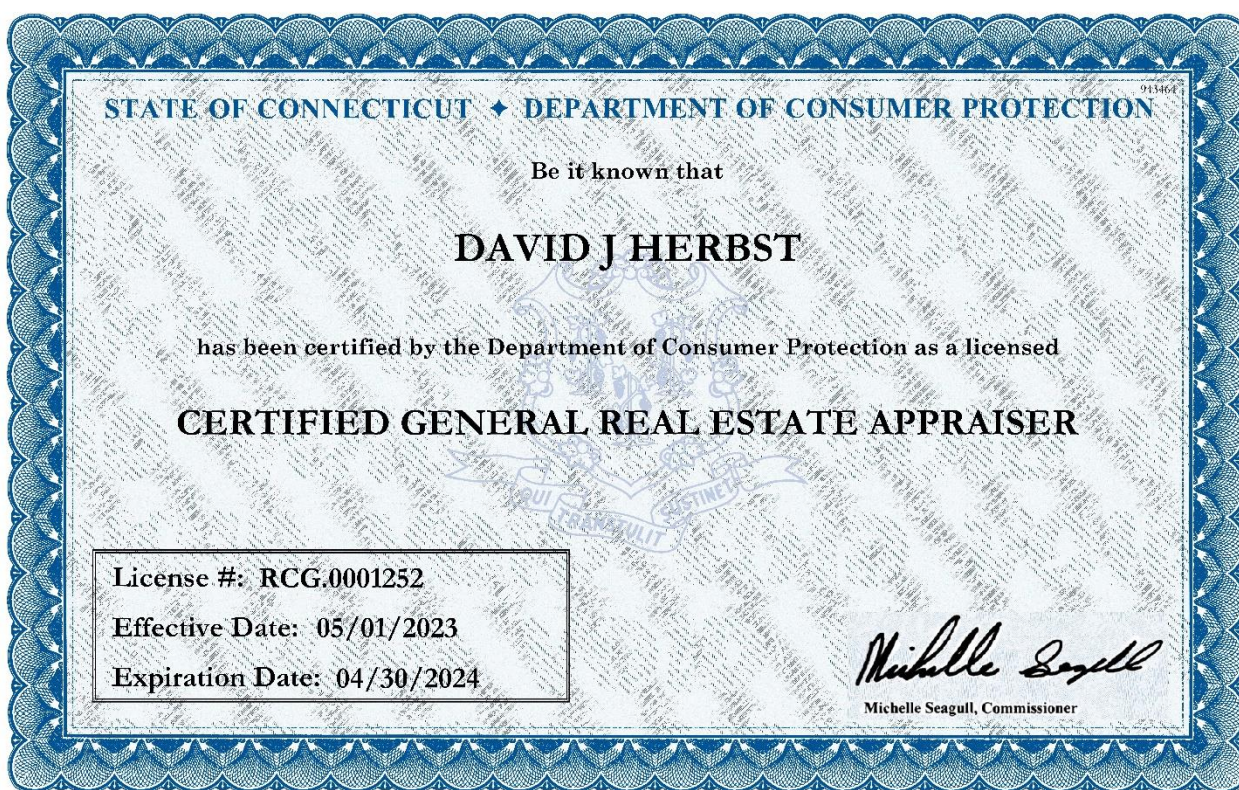 913464
STATE OF CONNECTICUT ✦ DEPARTMENT OF CONSUMER PROTECTION
Be it known that
DAVID J HERBST
has been certified by the Department of Consumer Protection as a licensed
CERTIFIED GENERAL REAL ESTATE APPRAISER
QUI TRANSTULIT SUSTINET
License #: RCG.0001252
Effective Date: 05/01/2023
Expiration Date: 04/30/2024
Michelle Seagull
Michelle Seagull, Commissioner